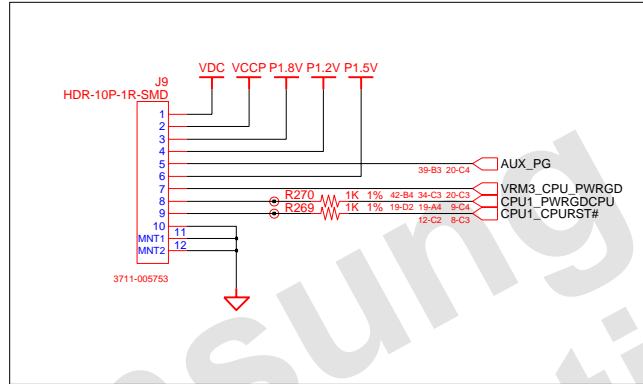 VDC VCCP P1.8V P1.2V P1.5V
J9
HDR-10P-1R-SMD
1
2
3
4
5
39-B3 20-C4 AUX_PG
6
7
VRM3_CPU_PWRGD
8 R270 1K 1% 42-B4 34-C3 20-C3 CPU1_PWRGDCPU
9 R269 1K 1% 19-D2 19-A4 9-C4 CPU1_CPURST#
12-C2 8-C3
10
MNT1 11
MNT2 12
3711-005753
sung